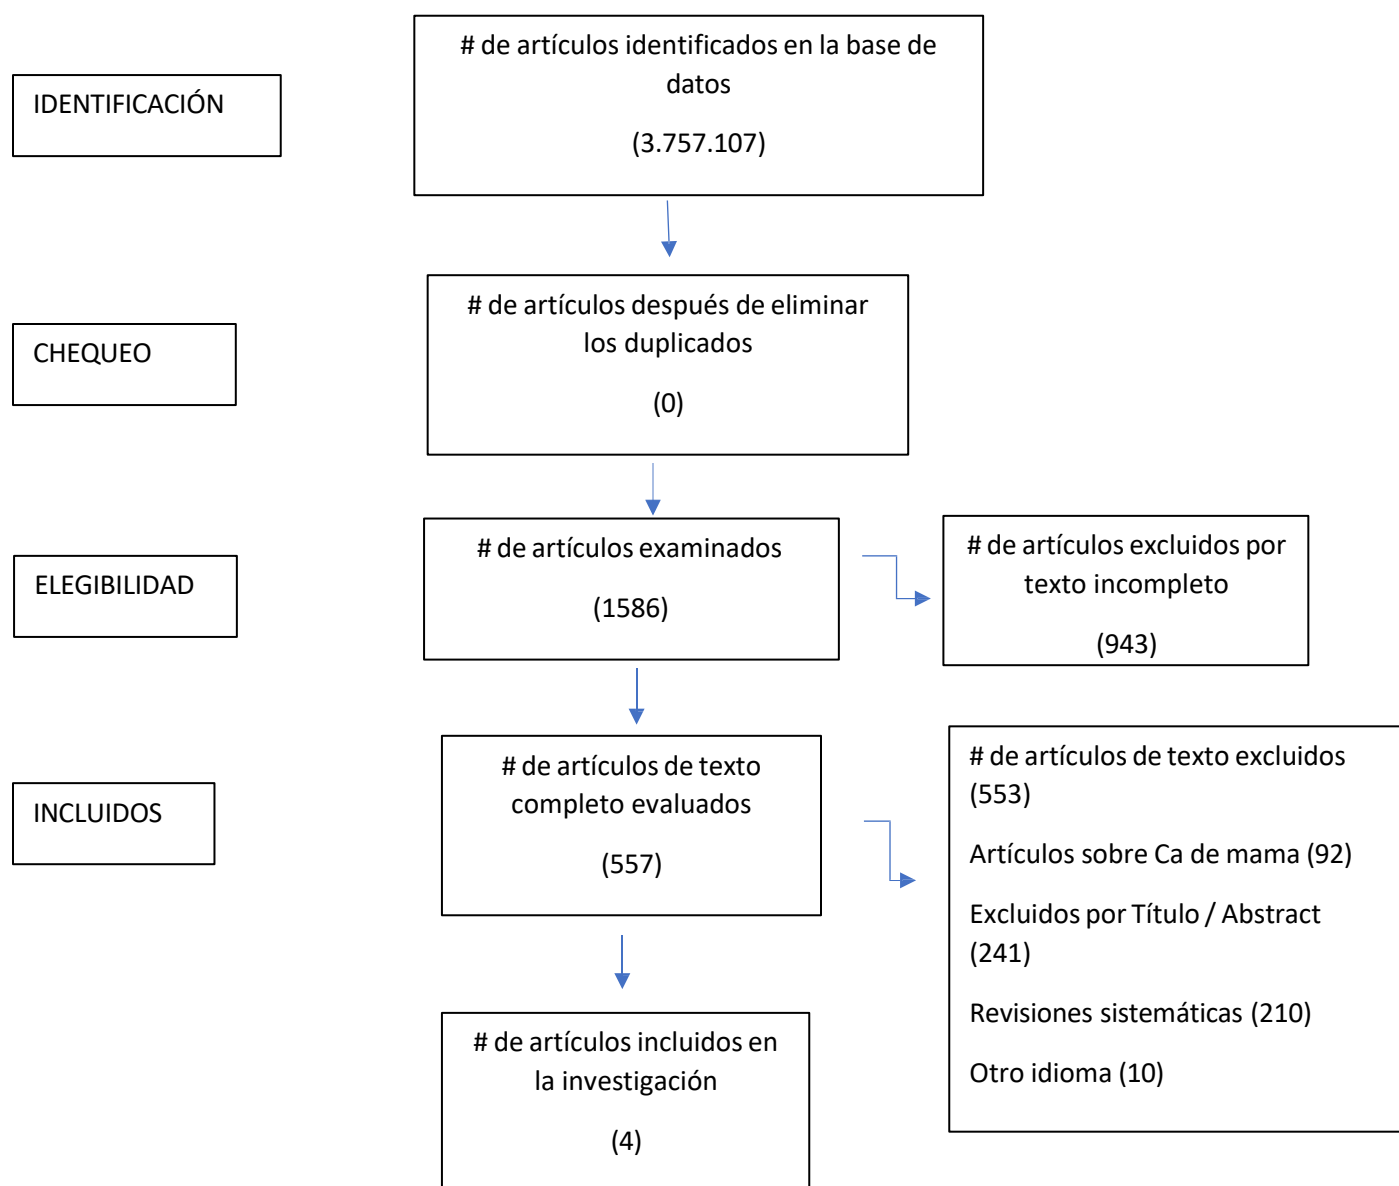 IDENTIFICACIÓN
# de artículos identificados en la base de
datos
(3.757.107)
CHEQUEO
# de artículos después de eliminar
los duplicados
(0)
ELEGIBILIDAD
# de artículos examinados
(1586)
# de artículos excluidos por
texto incompleto
(943)
INCLUIDOS
# de artículos de texto
completo evaluados
(557)
# de artículos de texto excluidos
(553)
Artículos sobre Ca de mama (92)
Excluidos por Título / Abstract
(241)
Revisiones sistemáticas (210)
Otro idioma (10)
# de artículos incluidos en
la investigación
(4)